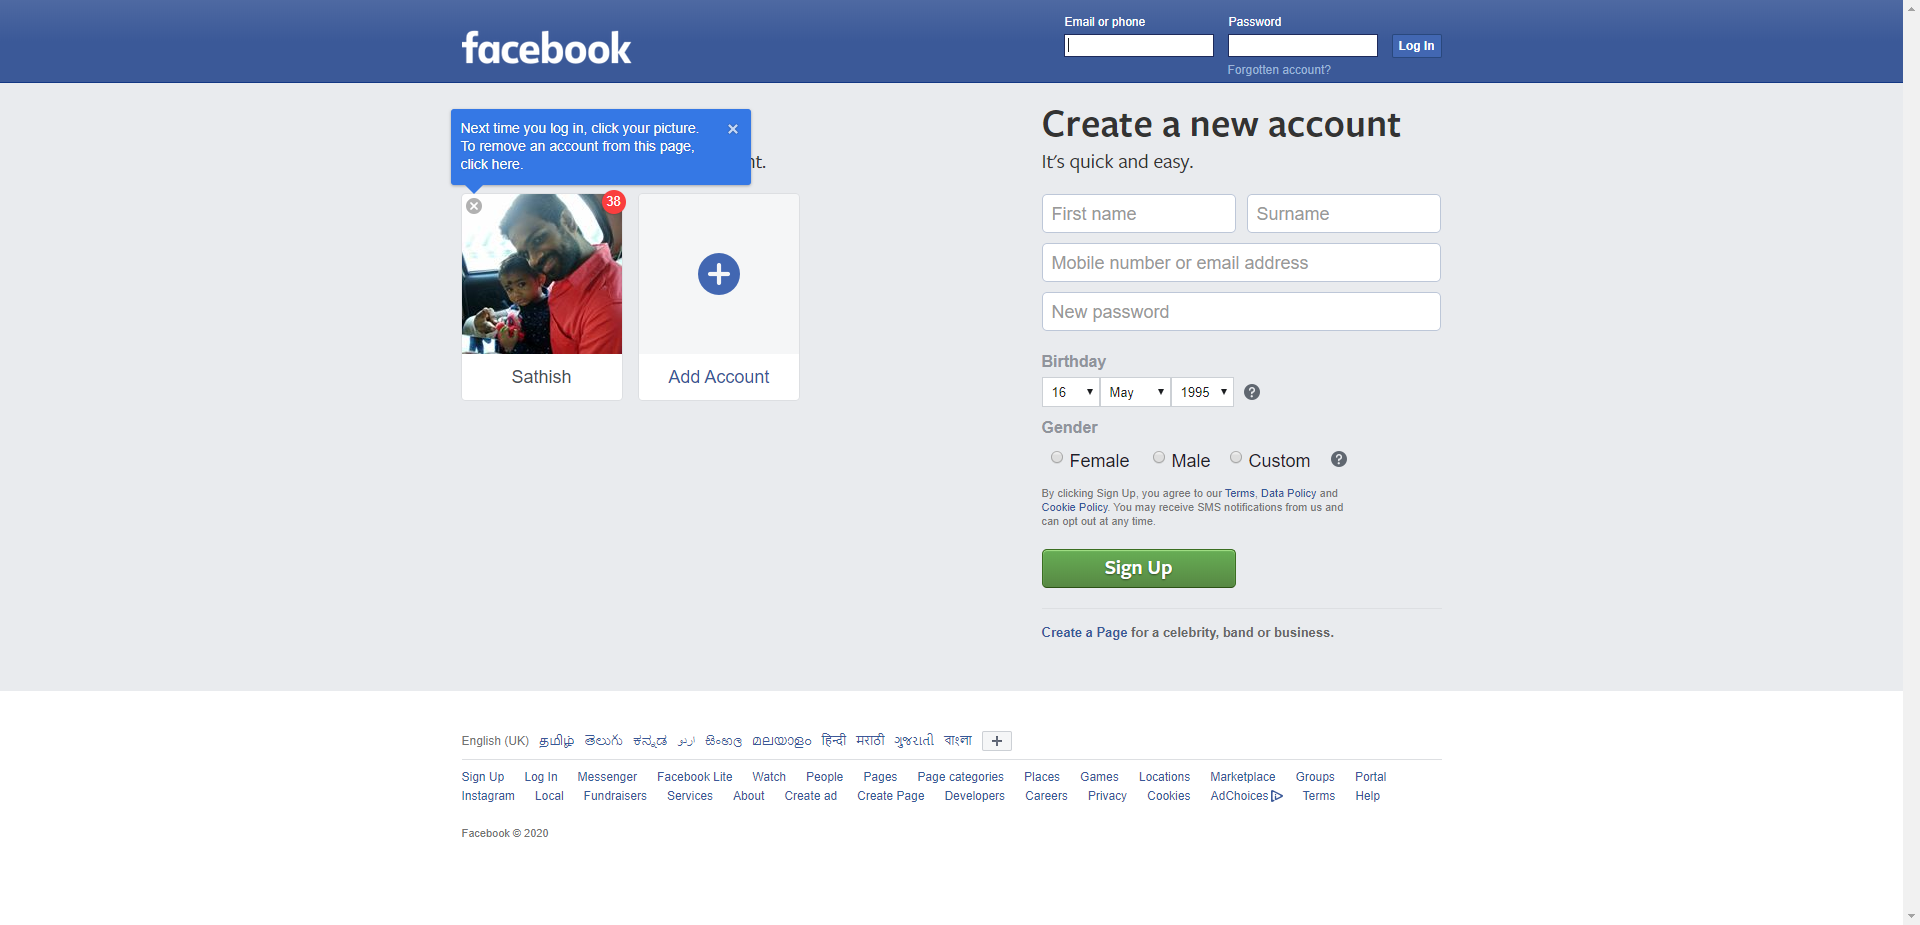 facebook
Email or phone
Password
Log In
Forgotten account?
Next time you log in, click your picture.
To remove an account from this page,
click here.
nt.
38
Sathish
Add Account
Create a new account
It's quick and easy.
First name
Surname
Mobile number or email address
New password
Birthday
16
May
1995
Gender
Female
Male
Custom
By clicking Sign Up, you agree to our Terms, Data Policy and
Cookie Policy. You may receive SMS notifications from us and
can opt out at any time.
Sign Up
Create a Page for a celebrity, band or business.
English (UK) தமிழ் తెలుగు ಕನ್ನಡ اردو සිංහල മലയാളം हिन्दी मराठी ગુજરાતી বাংলা
Sign Up Log In Messenger Facebook Lite Watch People Pages Page categories Places Games Locations Marketplace Groups Portal
Instagram Local Fundraisers Services About Create ad Create Page Developers Careers Privacy Cookies AdChoices Terms Help
Facebook © 2020